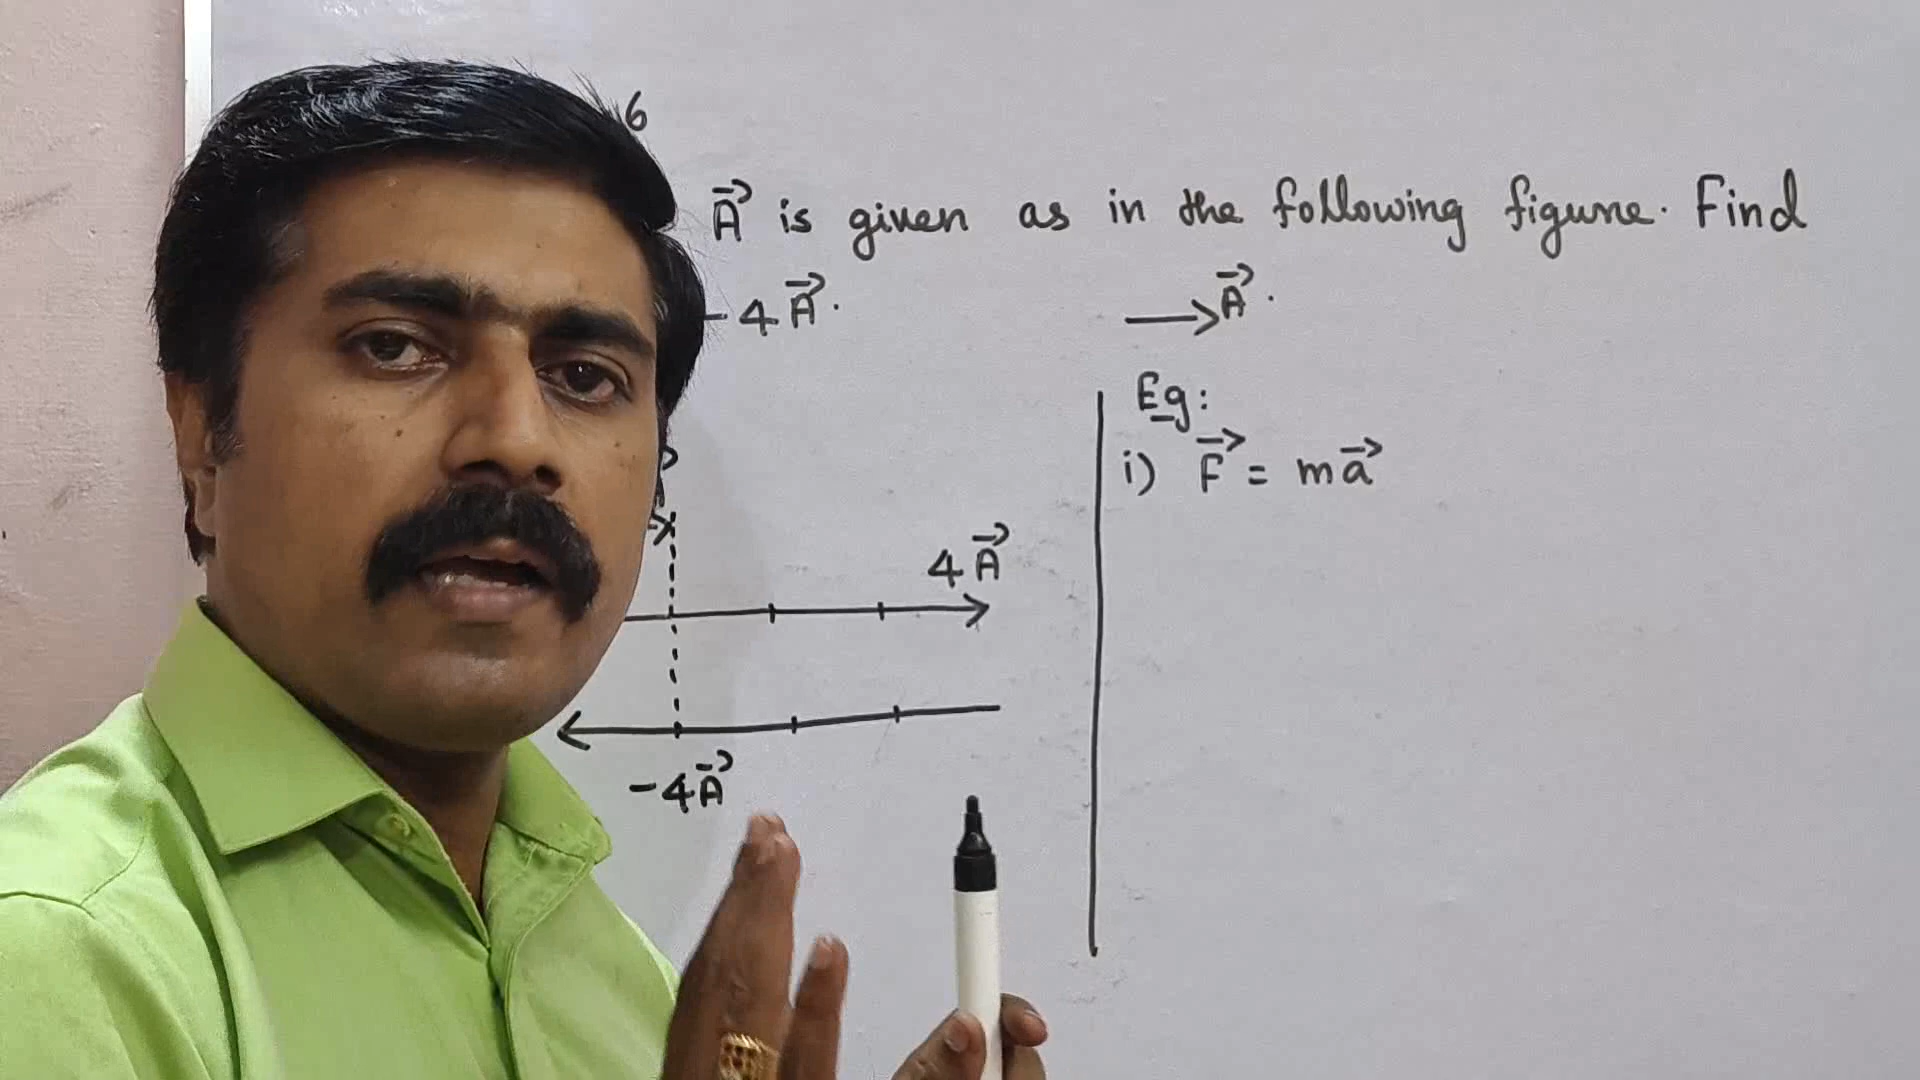 6
A⃗ is given as in the following figure. Find
-4A⃗.
A⃗.
Eg:
i) F⃗ = ma⃗
4A⃗
-4A⃗